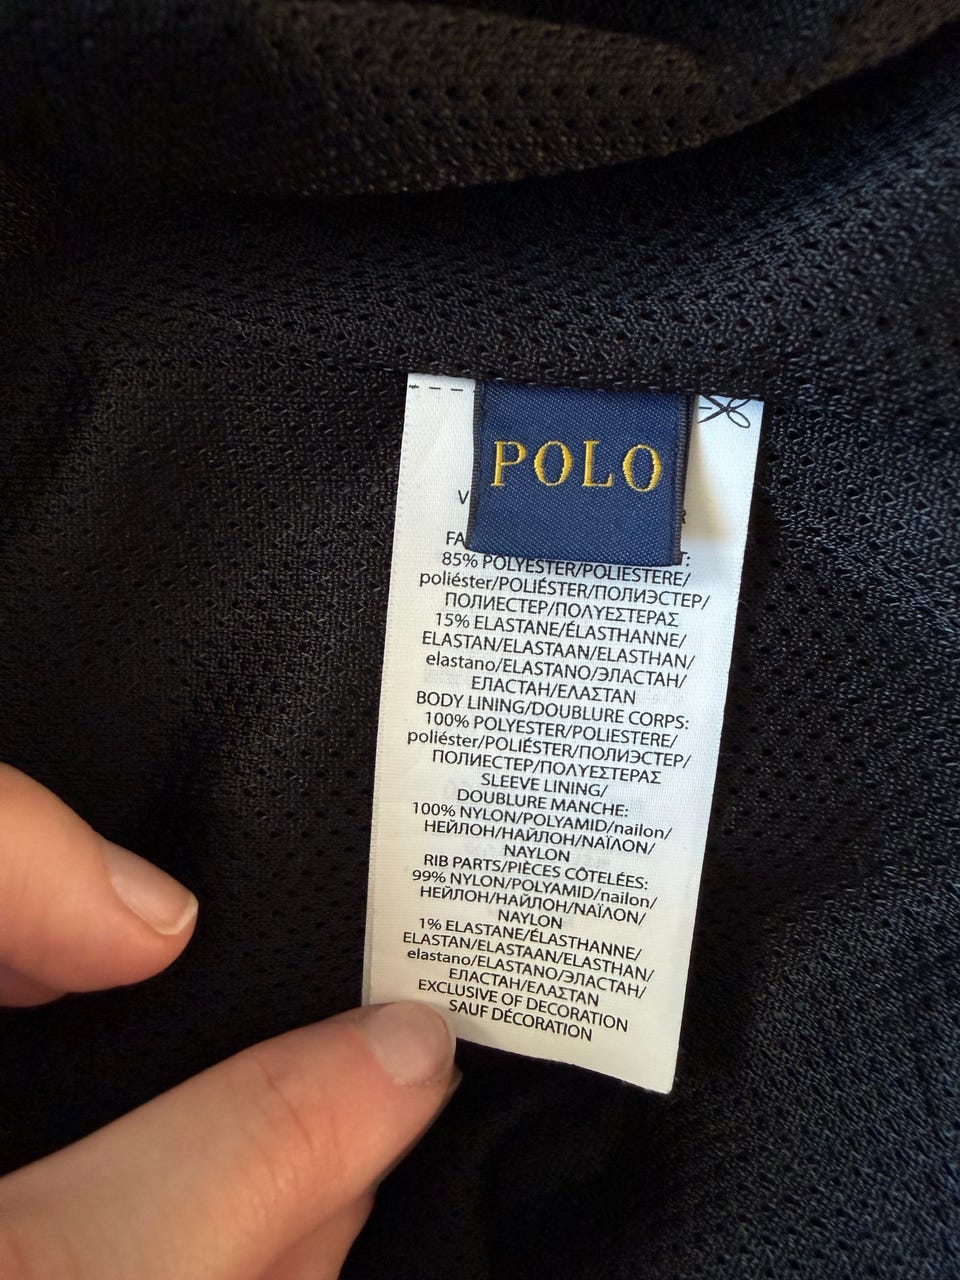 POLO
85% POLYESTER/POLIESTERE/
poliéster/POLIÉSTER/ПОЛИЭСТЕР/
ПОЛИЕСТЕР/ΠΟΛΥΕΣΤΕΡΑΣ
15% ELASTANE/ÉLASTHANNE/
ELASTAN/ELASTAAN/ELASTHAN/
elastano/ELASTANO/ЭЛАСТАН/
ЕЛАСТАН/ΕΛΑΣΤΑΝ
BODY LINING/DOUBLURE CORPS:
100% POLYESTER/POLIESTERE/
poliéster/POLIÉSTER/ПОЛИЭСТЕР/
ПОЛИЕСТЕР/ΠΟΛΥΕΣΤΕΡΑΣ
SLEEVE LINING/
DOUBLURE MANCHE:
100% NYLON/POLYAMID/naïlon/
НЕЙЛОН/НАЙЛОН/ΝΑΪΛΟΝ/
NAYLON
RIB PARTS/PIÈCES CÔTELÉES:
99% NYLON/POLYAMID/naïlon/
НЕЙЛОН/НАЙЛОН/ΝΑΪΛΟΝ/
NAYLON
1% ELASTANE/ÉLASTHANNE/
ELASTAN/ELASTAAN/ELASTHAN/
elastano/ELASTANO/ЭЛАСТАН/
ЕЛАСТАН/ΕΛΑΣΤΑΝ
EXCLUSIVE OF DECORATION
SAUF DÉCORATION